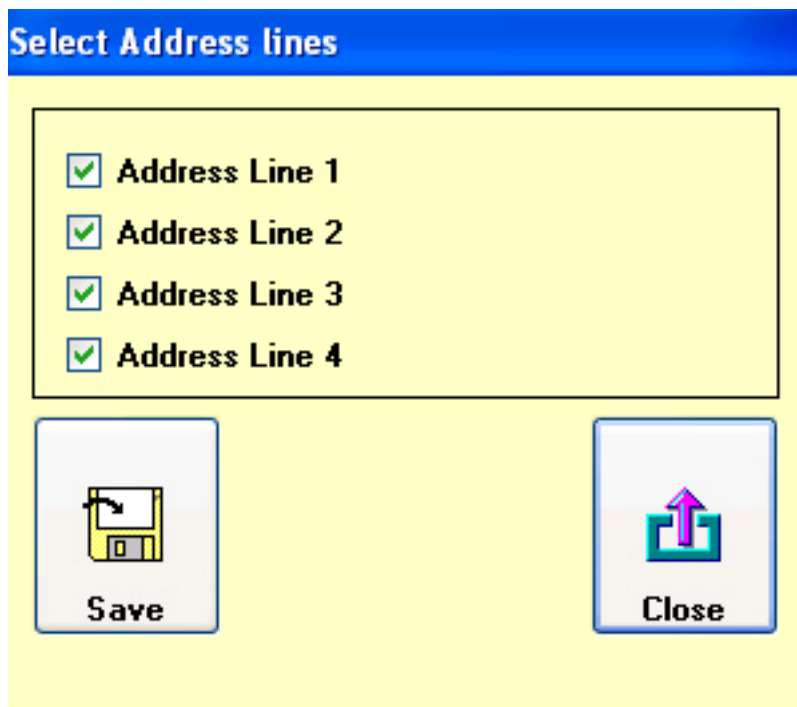 Select Address lines
Address Line 1
Address Line 2
Address Line 3
Address Line 4
Save
Close